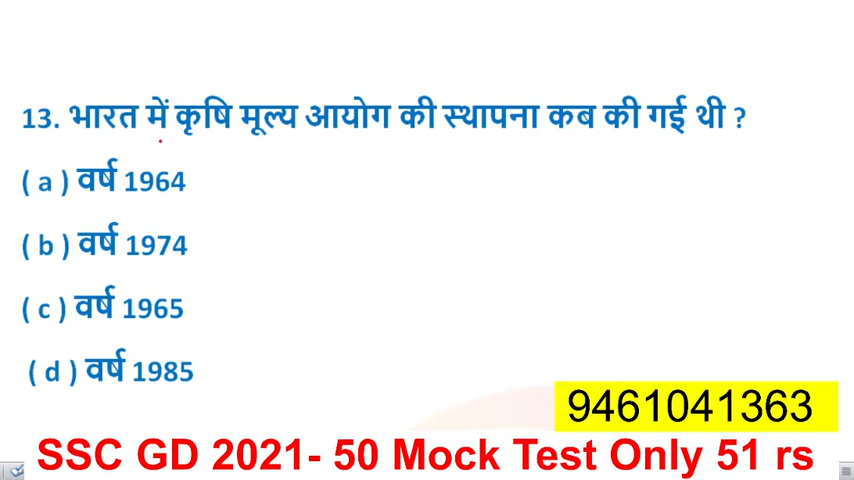 13. भारत में कृषि मूल्य आयोग की स्थापना कब की गई थी ?
( a ) वर्ष 1964
( b ) वर्ष 1974
( c ) वर्ष 1965
( d ) वर्ष 1985
9461041363
SSC GD 2021- 50 Mock Test Only 51 rs